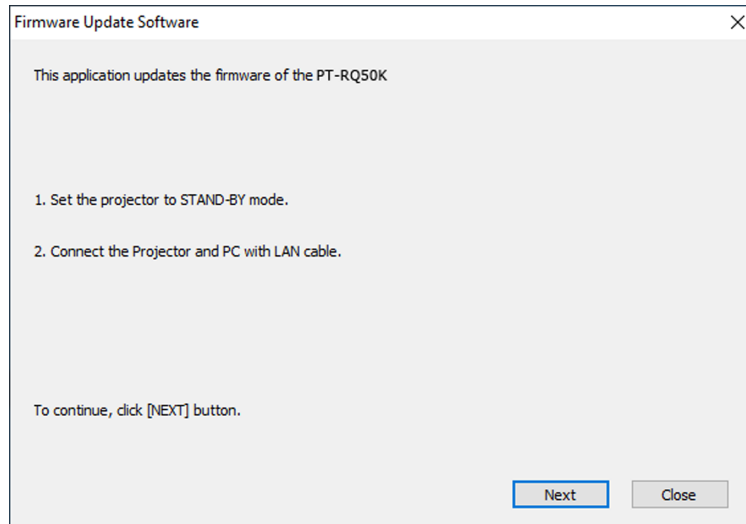 Firmware Update Software
This application updates the firmware of the PT-RQ50K
1. Set the projector to STAND-BY mode.
2. Connect the Projector and PC with LAN cable.
To continue, click [NEXT] button.
Next
Close